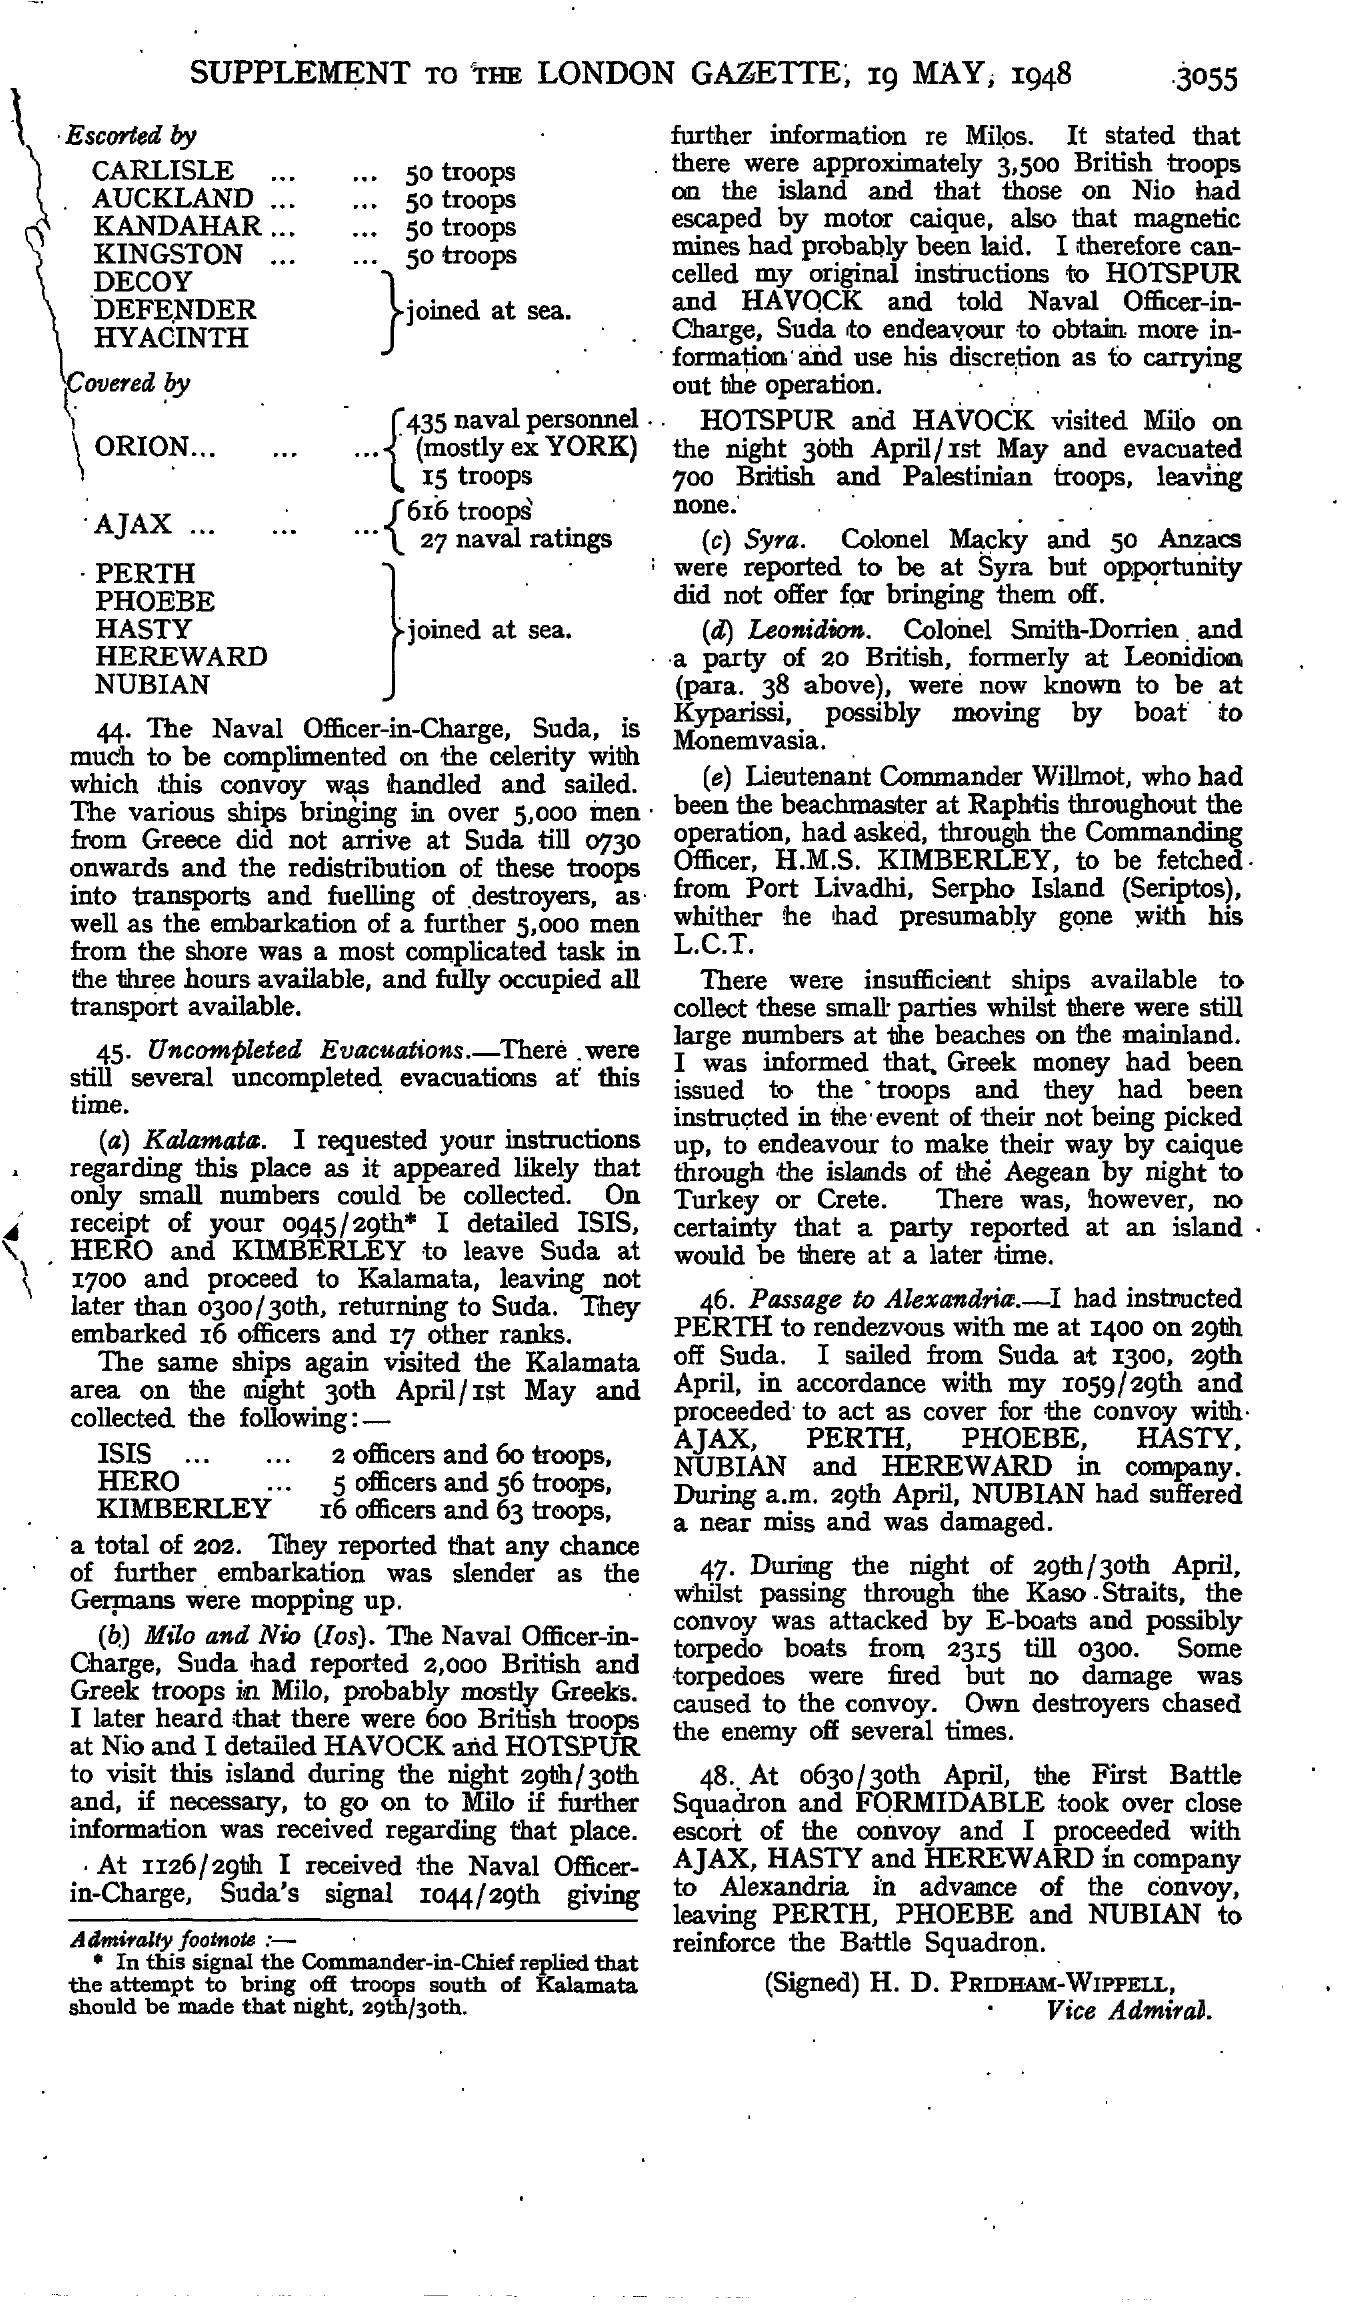 SUPPLEMENT TO THE LONDON GAZETTE, 19 MAY, 1948 3055
Escorted by
CARLISLE ... ... 50 troops
AUCKLAND ... ... 50 troops
KANDAHAR ... ... 50 troops
KINGSTON ... ... 50 troops
DECOY
DEFENDER } joined at sea.
HYACINTH
Covered by
435 naval personnel
ORION... ... ... { (mostly ex YORK)
15 troops
AJAX ... ... ... { 616 troops
27 naval ratings
PERTH
PHOEBE
HASTY } joined at sea.
HEREWARD
NUBIAN
44. The Naval Officer-in-Charge, Suda, is
much to be complimented on the celerity with
which this convoy was handled and sailed.
The various ships bringing in over 5,000 men
from Greece did not arrive at Suda till 0730
onwards and the redistribution of these troops
into transports and fuelling of destroyers, as
well as the embarkation of a further 5,000 men
from the shore was a most complicated task in
the three hours available, and fully occupied all
transport available.
45. Uncompleted Evacuations.—There were
still several uncompleted evacuations at this
time.
(a) Kalamata. I requested your instructions
regarding this place as it appeared likely that
only small numbers could be collected. On
receipt of your 0945/29th* I detailed ISIS,
HERO and KIMBERLEY to leave Suda at
1700 and proceed to Kalamata, leaving not
later than 0300/30th, returning to Suda. They
embarked 16 officers and 17 other ranks.
The same ships again visited the Kalamata
area on the night 30th April/1st May and
collected the following:—
ISIS ... ... 2 officers and 60 troops,
HERO ... 5 officers and 56 troops,
KIMBERLEY 16 officers and 63 troops,
a total of 202. They reported that any chance
of further embarkation was slender as the
Germans were mopping up.
(b) Milo and Nio (Ios). The Naval Officer-in-
Charge, Suda had reported 2,000 British and
Greek troops in Milo, probably mostly Greeks.
I later heard that there were 600 British troops
at Nio and I detailed HAVOCK and HOTSPUR
to visit this island during the night 29th/30th
and, if necessary, to go on to Milo if further
information was received regarding that place.
At 1126/29th I received the Naval Officer-
in-Charge, Suda's signal 1044/29th giving
Admiralty footnote :—
* In this signal the Commander-in-Chief replied that
the attempt to bring off troops south of Kalamata
should be made that night, 29th/30th.
further information re Milos. It stated that
there were approximately 3,500 British troops
on the island and that those on Nio had
escaped by motor caique, also that magnetic
mines had probably been laid. I therefore can-
celled my original instructions to HOTSPUR
and HAVOCK and told Naval Officer-in-
Charge, Suda to endeavour to obtain more in-
formation and use his discretion as to carrying
out the operation.
HOTSPUR and HAVOCK visited Milo on
the night 30th April/1st May and evacuated
700 British and Palestinian troops, leaving
none.
(c) Syra. Colonel Macky and 50 Anzacs
were reported to be at Syra but opportunity
did not offer for bringing them off.
(d) Leonidion. Colonel Smith-Dorrien and
a party of 20 British, formerly at Leonidion
(para. 38 above), were now known to be at
Kyparissi, possibly moving by boat to
Monemvasia.
(e) Lieutenant Commander Willmot, who had
been the beachmaster at Raphtis throughout the
operation, had asked, through the Commanding
Officer, H.M.S. KIMBERLEY, to be fetched
from Port Livadhi, Serpho Island (Seriptos),
whither he had presumably gone with his
L.C.T.
There were insufficient ships available to
collect these small parties whilst there were still
large numbers at the beaches on the mainland.
I was informed that Greek money had been
issued to the troops and they had been
instructed in the event of their not being picked
up, to endeavour to make their way by caique
through the islands of the Aegean by night to
Turkey or Crete. There was, however, no
certainty that a party reported at an island
would be there at a later time.
46. Passage to Alexandria.—I had instructed
PERTH to rendezvous with me at 1400 on 29th
off Suda. I sailed from Suda at 1300, 29th
April, in accordance with my 1059/29th and
proceeded to act as cover for the convoy with
AJAX, PERTH, PHOEBE, HASTY,
NUBIAN and HEREWARD in company.
During a.m. 29th April, NUBIAN had suffered
a near miss and was damaged.
47. During the night of 29th/30th April,
whilst passing through the Kaso Straits, the
convoy was attacked by E-boats and possibly
torpedo boats from 2315 till 0300. Some
torpedoes were fired but no damage was
caused to the convoy. Own destroyers chased
the enemy off several times.
48. At 0630/30th April, the First Battle
Squadron and FORMIDABLE took over close
escort of the convoy and I proceeded with
AJAX, HASTY and HEREWARD in company
to Alexandria in advance of the convoy,
leaving PERTH, PHOEBE and NUBIAN to
reinforce the Battle Squadron.
(Signed) H. D. PRIDHAM-WIPPELL,
Vice Admiral.